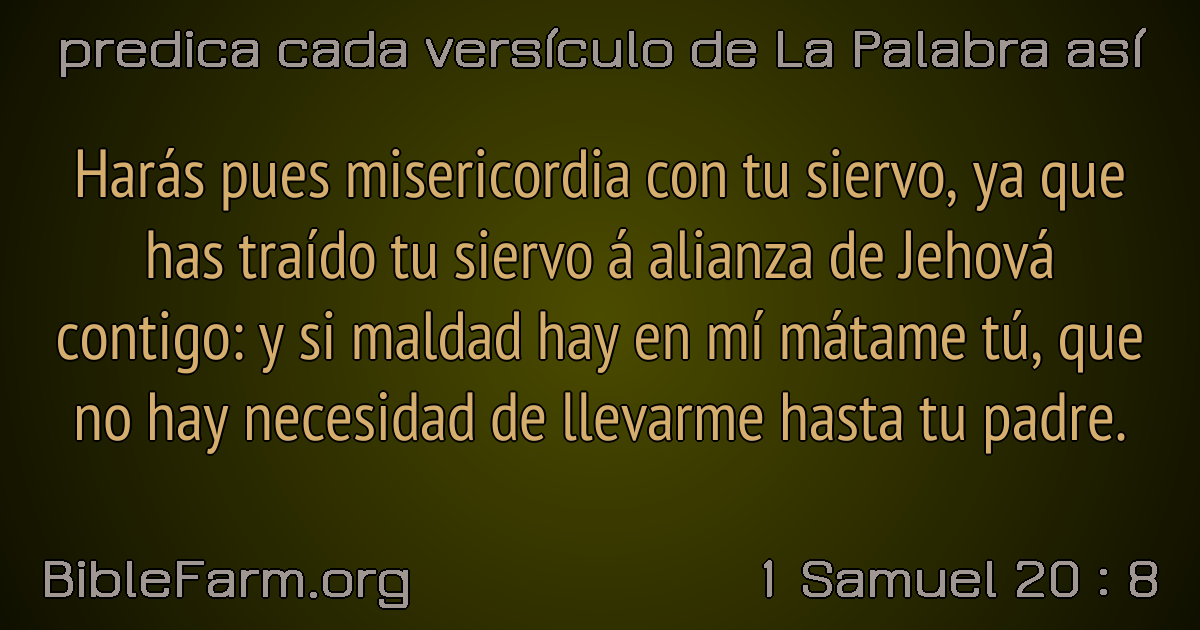 predica cada versículo de La Palabra así
Harás pues misericordia con tu siervo, ya que
has traído tu siervo á alianza de Jehová
contigo: y si maldad hay en mí mátame tú, que
no hay necesidad de llevarme hasta tu padre.
BibleFarm.org
1 Samuel 20 : 8